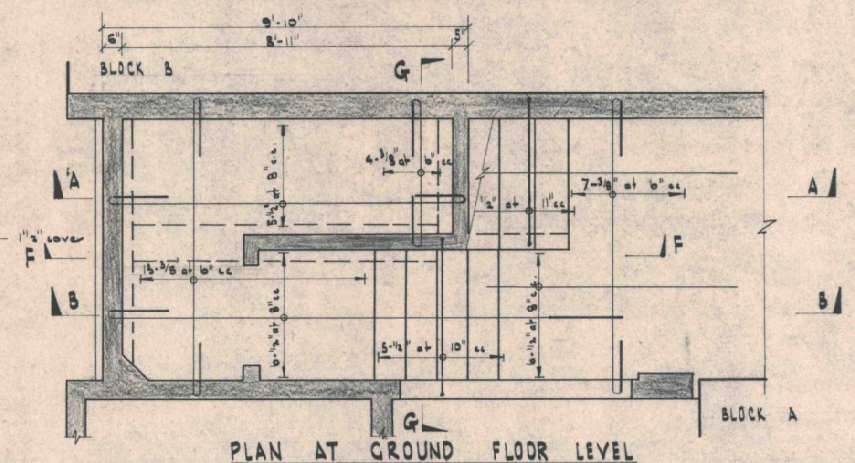 9'-10"
6" 8'-11" 5"
BLOCK B
G
4-3/8" at 6" cc
5-1/2" at 8" c.c.
A
7-3/8" at 6" cc
A
1/2" at 11" cc
1 1/2" cover
F
F
13-3/8 at 6" cc
B
6-1/2" at 8" c.c.
6-1/2" at 8" c.c.
B
5-1/2" at 10" cc
G
BLOCK A
PLAN AT GROUND FLOOR LEVEL